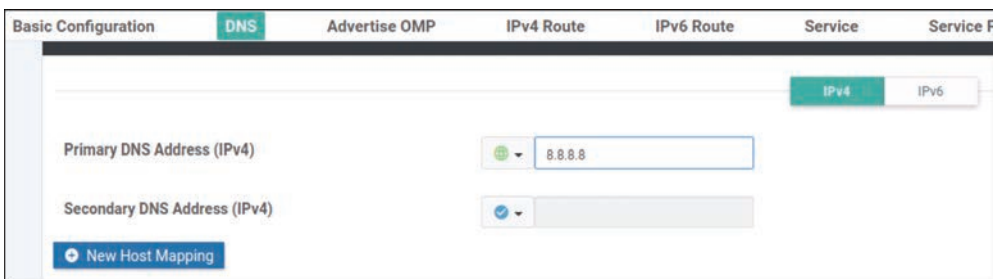 Basic Configuration DNS Advertise OMP IPv4 Route IPv6 Route Service Service
IPv4 IPv6
Primary DNS Address (IPv4) 8.8.8.8
Secondary DNS Address (IPv4)
New Host Mapping